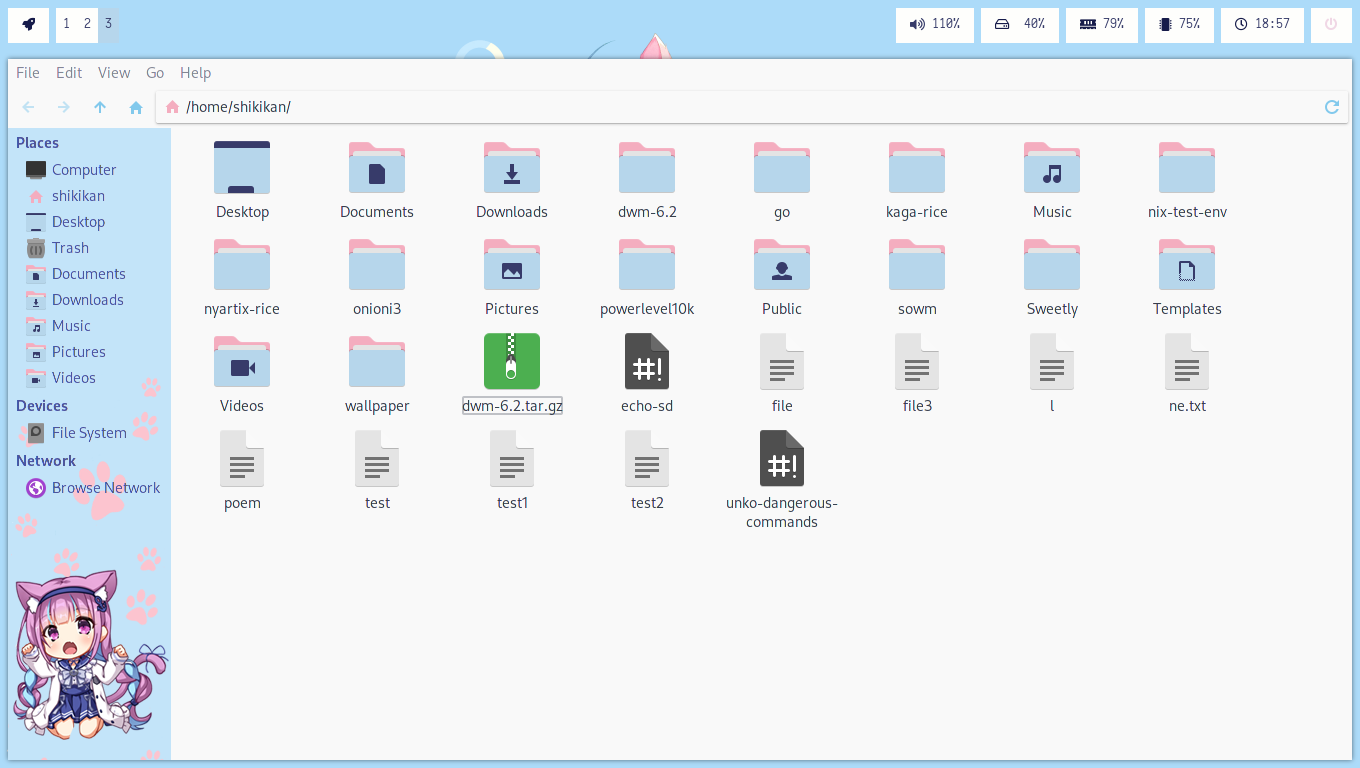 1 2 3
110% 40% 79% 75% 18:57
File Edit View Go Help
/home/shikikan/
Places
Computer
shikikan
Desktop
Trash
Documents
Downloads
Music
Pictures
Videos
Devices
File System
Network
Browse Network
Desktop Documents Downloads dwm-6.2 go kaga-rice Music nix-test-env
nyartix-rice onioni3 Pictures powerlevel10k Public sowm Sweetly Templates
Videos wallpaper dwm-6.2.tar.gz echo-sd file file3 l ne.txt
poem test test1 test2 unko-dangerous-
commands